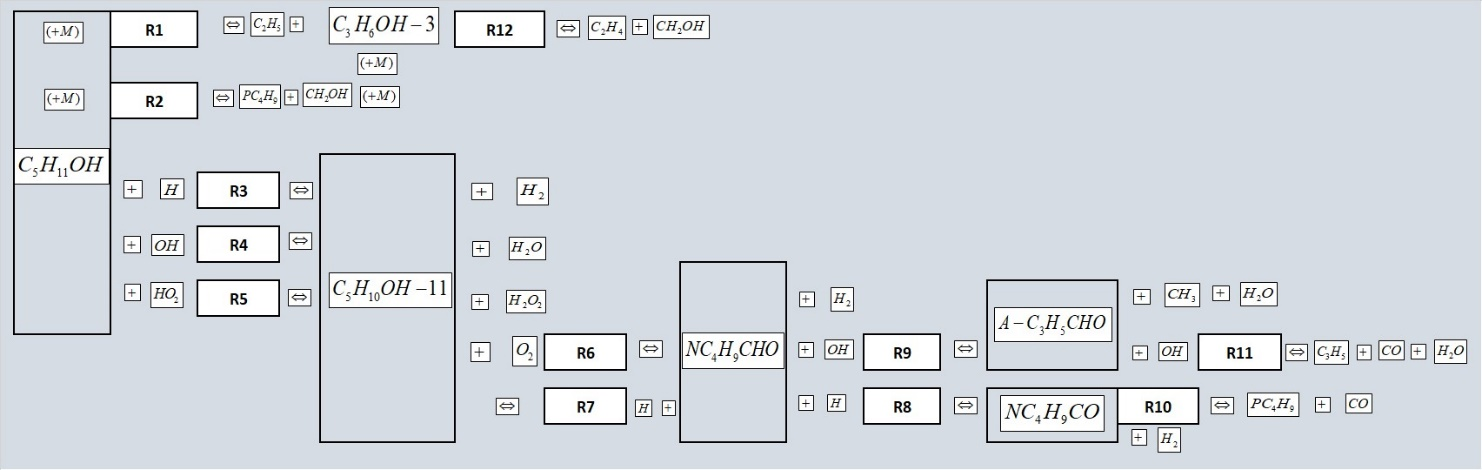 (+M) R1 ⇔ C₂H₅ + C₃H₆OH−3 R12 ⇔ C₂H₄ + CH₂OH
(+M)
(+M) R2 ⇔ PC₄H₉ + CH₂OH (+M)
C₅H₁₁OH
+ H R3 ⇔ + H₂
+ OH R4 ⇔ + H₂O
C₅H₁₀OH−11
+ HO₂ R5 ⇔ + H₂O₂ + H₂ + CH₃ + H₂O
A−C₃H₅CHO
+ O₂ R6 ⇔ NC₄H₉CHO + OH R9 ⇔ + OH R11 ⇔ C₃H₅ + CO + H₂O
⇔ R7 H + + H R8 ⇔ NC₄H₉CO R10 ⇔ PC₄H₉ + CO
+ H₂